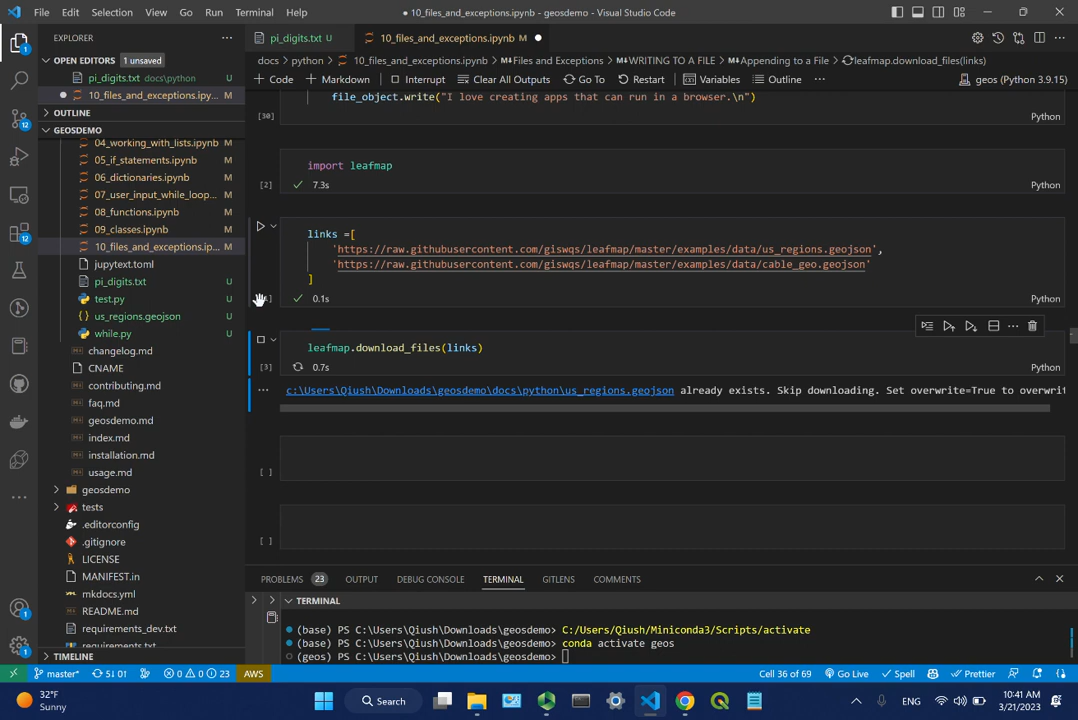 File Edit Selection View Go Run Terminal Help
● 10_files_and_exceptions.ipynb - geosdemo - Visual Studio Code
EXPLORER
OPEN EDITORS 1 unsaved
pi_digits.txt docs\python U
10_files_and_exceptions.ipy... M
OUTLINE
GEOSDEMO
04_working_with_lists.ipynb M
05_if_statements.ipynb M
06_dictionaries.ipynb M
07_user_input_while_loop... M
08_functions.ipynb M
09_classes.ipynb M
10_files_and_exceptions.ip... M
jupytext.toml
pi_digits.txt U
test.py U
us_regions.geojson U
while.py U
changelog.md
CNAME
contributing.md
faq.md
geosdemo.md
index.md
installation.md
usage.md
geosdemo
tests
.editorconfig
.gitignore
LICENSE
MANIFEST.in
mkdocs.yml
README.md
requirements_dev.txt
requirements.txt
TIMELINE
pi_digits.txt U
10_files_and_exceptions.ipynb M ●
docs > python > 10_files_and_exceptions.ipynb > M Files and Exceptions > M WRITING TO A FILE > M Appending to a File > leafmap.download_files(links)
+ Code + Markdown Interrupt Clear All Outputs Go To Restart Variables Outline ... geos (Python 3.9.15)
file_object.write("I love creating apps that can run in a browser.\n")
[30] Python
import leafmap
[2] 7.3s Python
links =[
'https://raw.githubusercontent.com/giswqs/leafmap/master/examples/data/us_regions.geojson',
'https://raw.githubusercontent.com/giswqs/leafmap/master/examples/data/cable_geo.geojson'
]
0.1s Python
leafmap.download_files(links)
[3] 0.7s Python
c:\Users\Qiush\Downloads\geosdemo\docs\python\us_regions.geojson already exists. Skip downloading. Set overwrite=True to overwrit
[ ]
[ ]
PROBLEMS 23 OUTPUT DEBUG CONSOLE TERMINAL GITLENS COMMENTS
TERMINAL
(base) PS C:\Users\Qiush\Downloads\geosdemo> C:/Users/Qiush/Miniconda3/Scripts/activate
(base) PS C:\Users\Qiush\Downloads\geosdemo> conda activate geos
(geos) PS C:\Users\Qiush\Downloads\geosdemo>
master* 5↓ 0↑ 0 0 23 AWS Cell 36 of 69 Go Live Spell Prettier
32°F
Sunny
Search
ENG
10:41 AM
3/21/2023